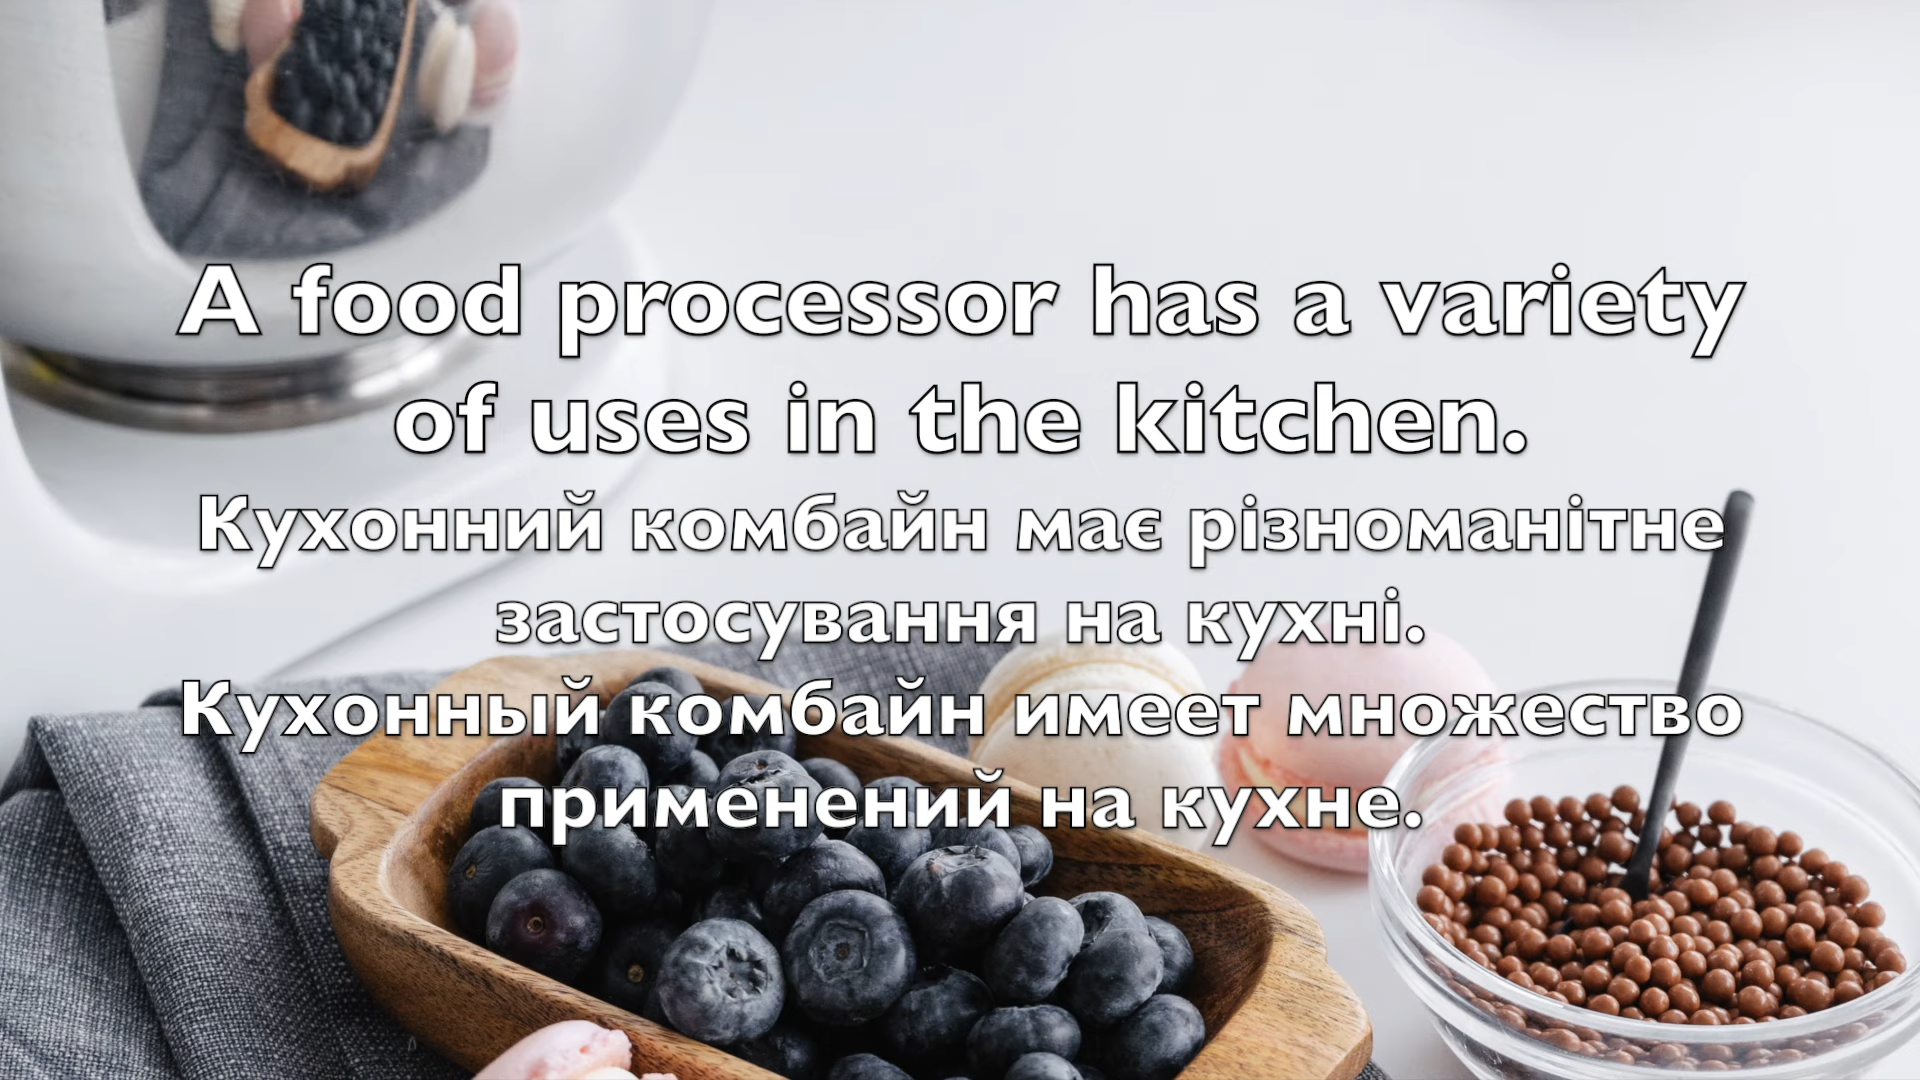 A food processor has a variety
of uses in the kitchen.
Кухонний комбайн має різноманітне
застосування на кухні.
Кухонный комбайн имеет множество
применений на кухне.